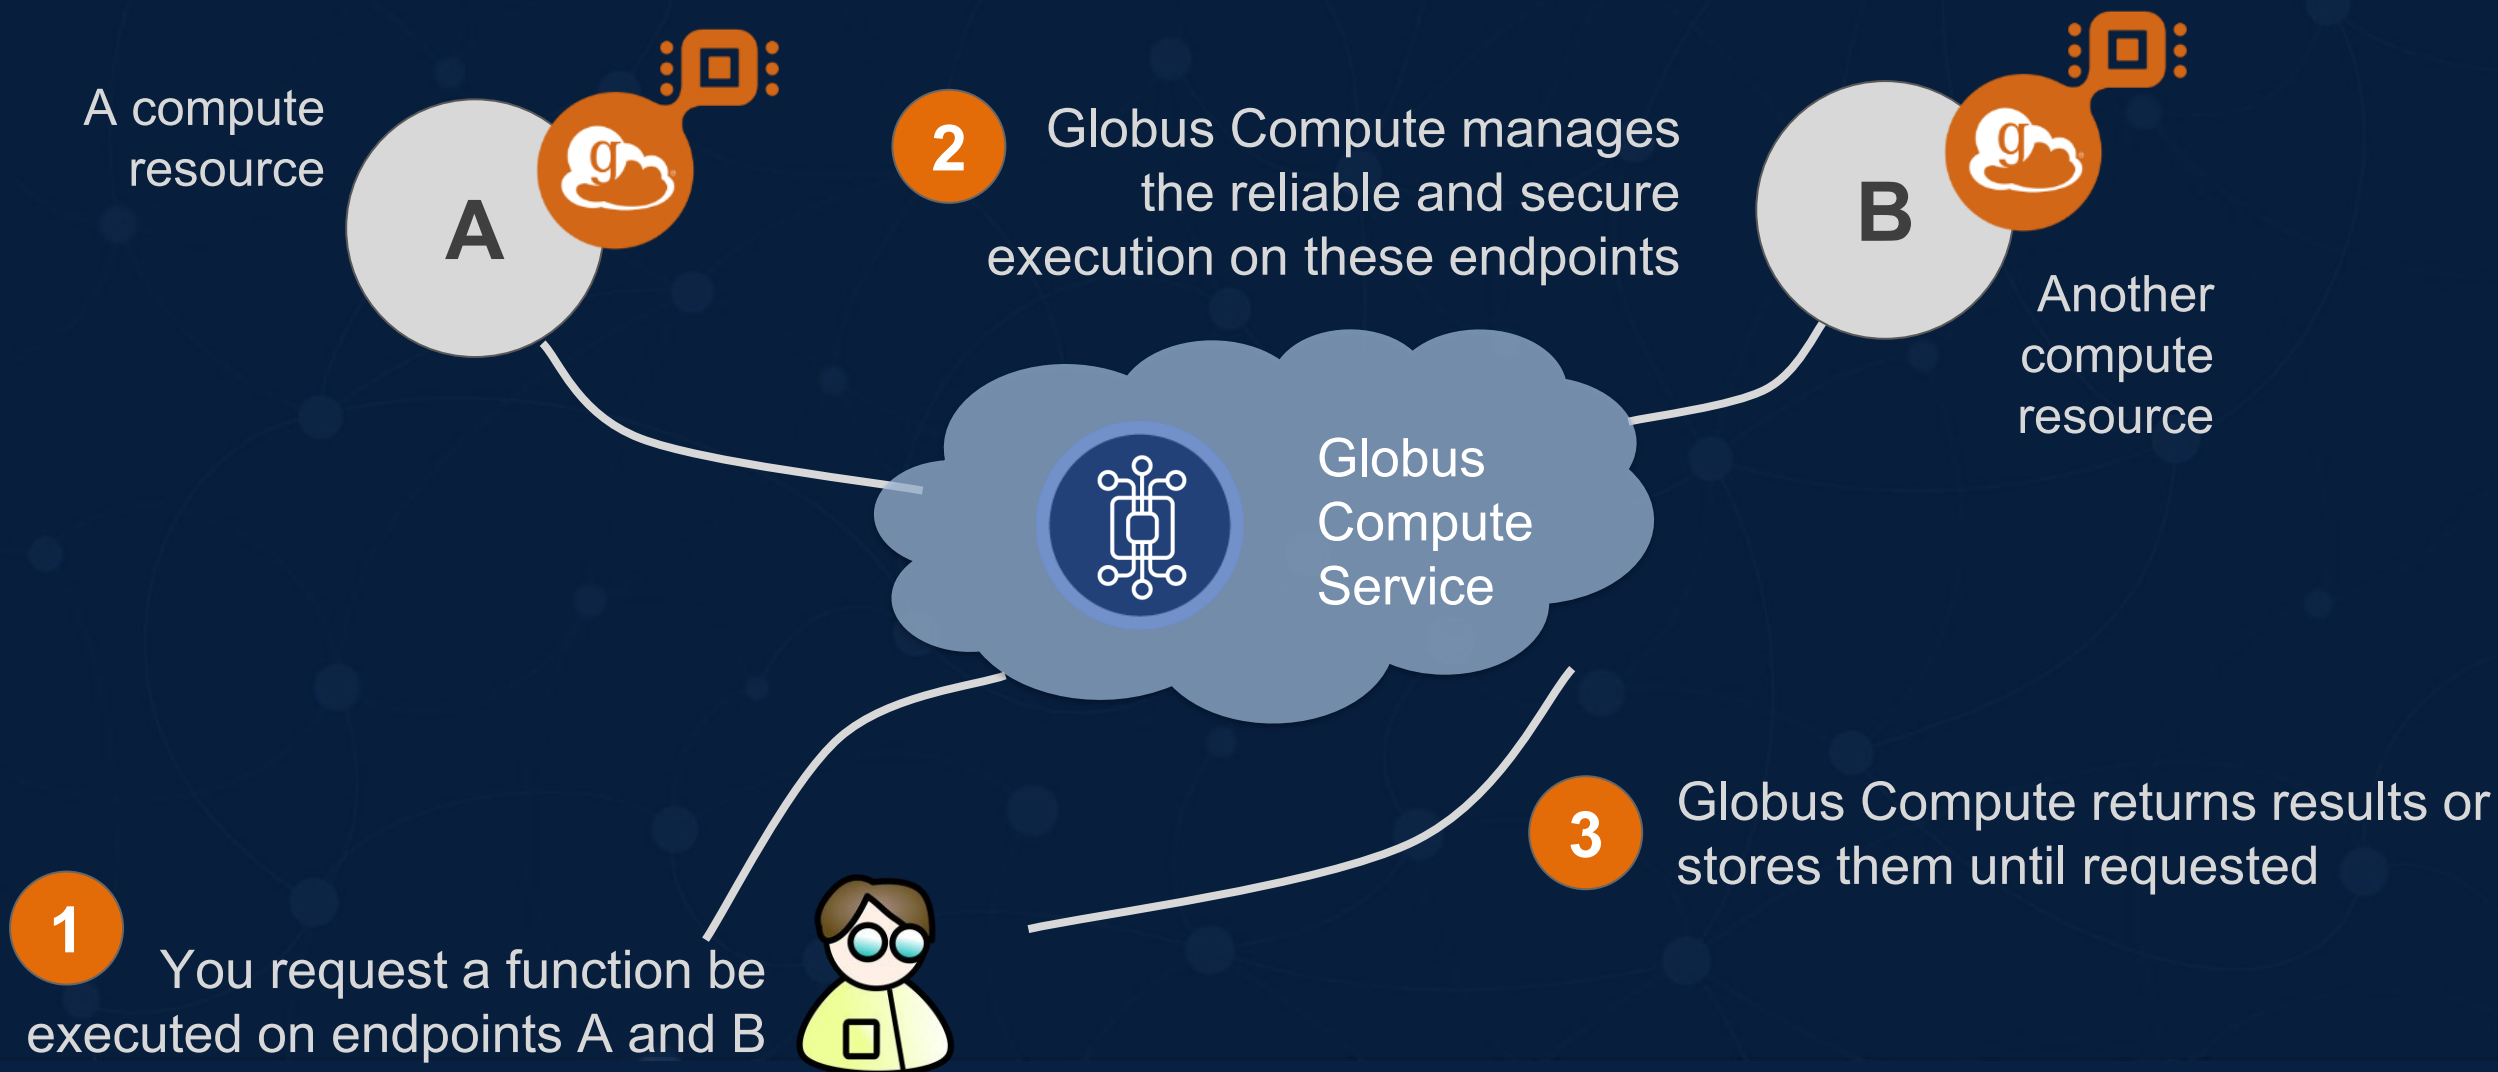 A compute
resource
A
g
2
Globus Compute manages
the reliable and secure
execution on these endpoints
B
g
Another
compute
resource
Globus
Compute
Service
1
You request a function be
executed on endpoints A and B
3
Globus Compute returns results or
stores them until requested